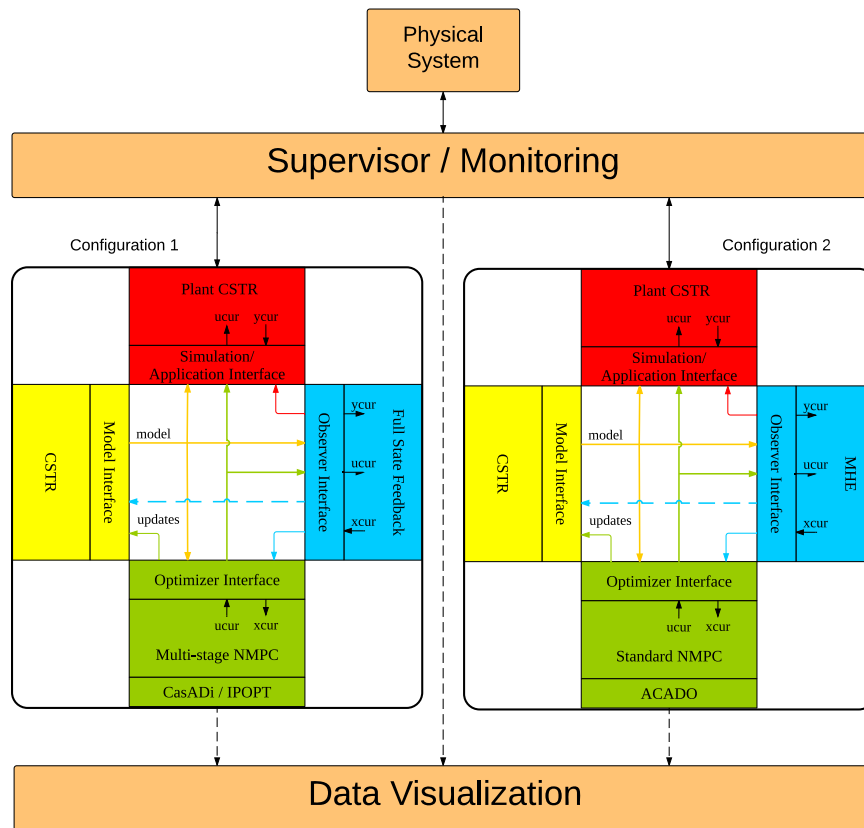 Physical
System
Supervisor / Monitoring
Configuration 1
Plant CSTR
ucur ycur
Simulation/
Application Interface
CSTR
Model Interface
model
updates
Observer Interface
ycur
ucur
xcur
Full State Feedback
Optimizer Interface
ucur xcur
Multi-stage NMPC
CasADi / IPOPT
Configuration 2
Plant CSTR
ucur ycur
Simulation/
Application Interface
CSTR
Model Interface
model
updates
Observer Interface
ycur
ucur
xcur
MHE
Optimizer Interface
ucur xcur
Standard NMPC
ACADO
Data Visualization